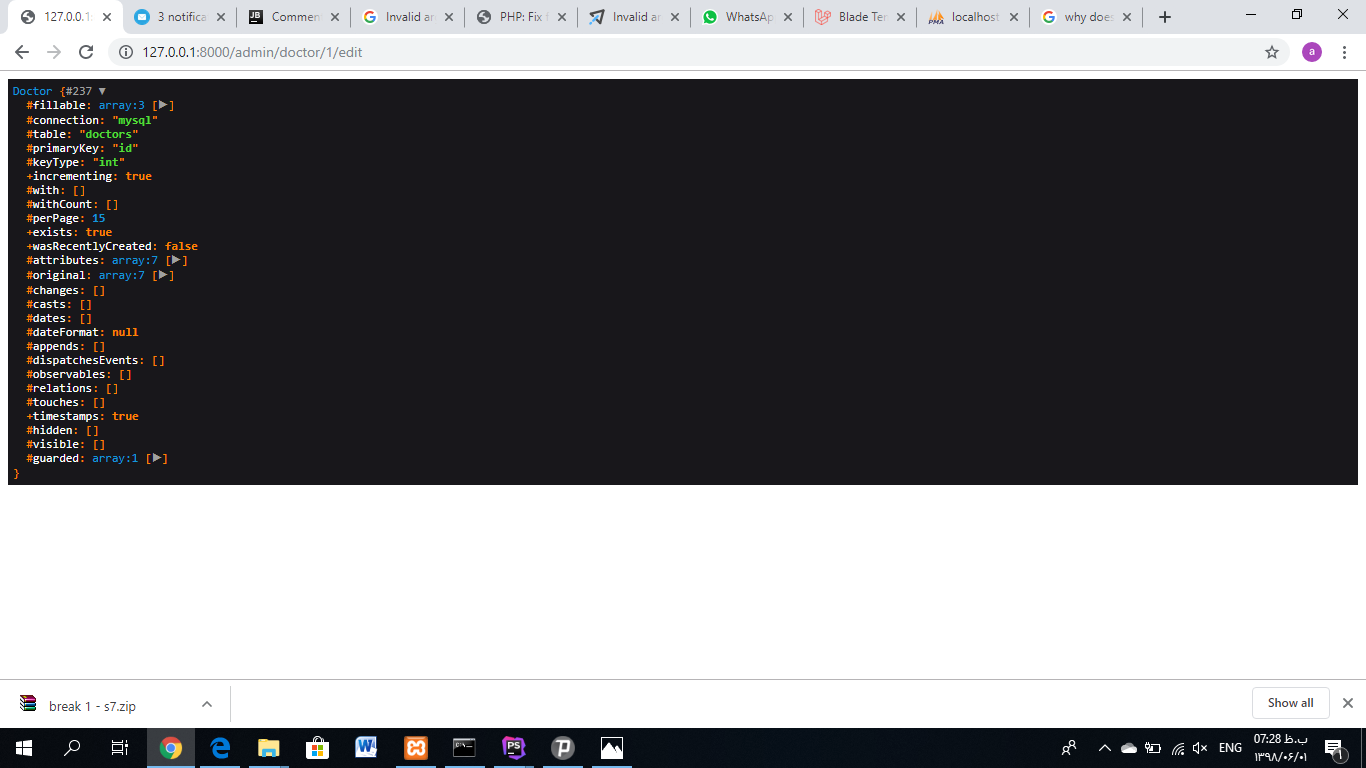 127.0.0.1:
3 notifica
Commen
Invalid ar
PHP: Fix f
Invalid ar
WhatsAp
Blade Ter
localhost
why does
127.0.0.1:8000/admin/doctor/1/edit
a
Doctor {#237 ▼
#fillable: array:3 [▶]
#connection: "mysql"
#table: "doctors"
#primaryKey: "id"
#keyType: "int"
+incrementing: true
#with: []
#withCount: []
#perPage: 15
+exists: true
+wasRecentlyCreated: false
#attributes: array:7 [▶]
#original: array:7 [▶]
#changes: []
#casts: []
#dates: []
#dateFormat: null
#appends: []
#dispatchesEvents: []
#observables: []
#relations: []
#touches: []
+timestamps: true
#hidden: []
#visible: []
#guarded: array:1 [▶]
}
break 1 - s7.zip
Show all
ENG
07:28 ب.ظ
۱۳۹۸/۰۶/۰۱
۱